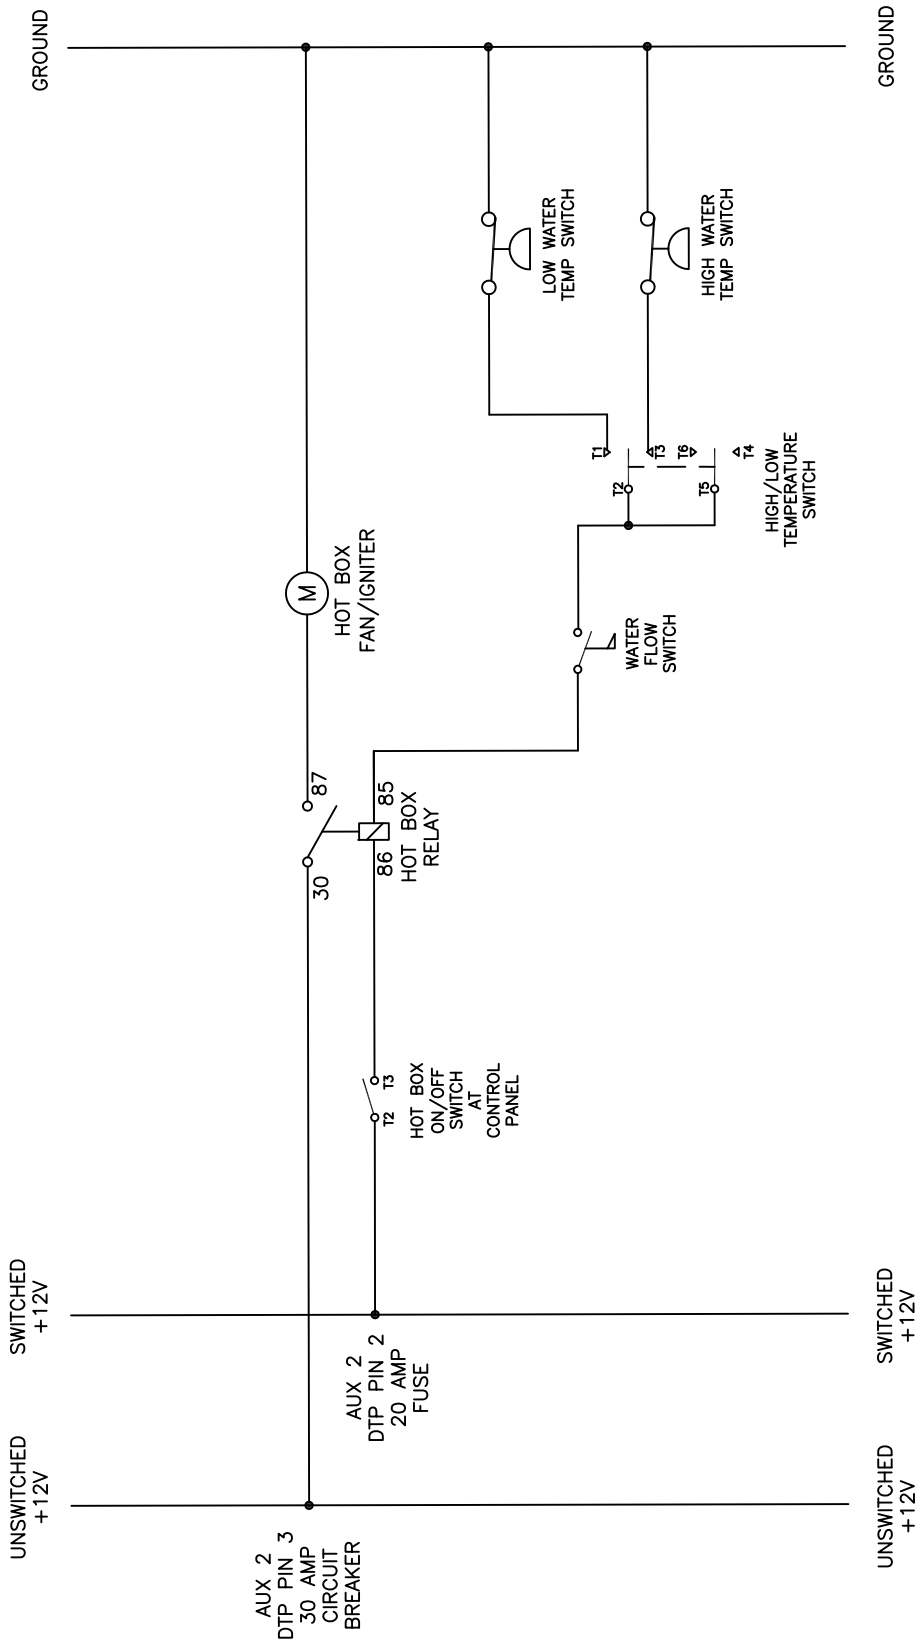 UNSWITCHED
+12V
SWITCHED
+12V
GROUND
AUX 2
DTP PIN 3
30 AMP
CIRCUIT
BREAKER
30
87
M
HOT BOX
FAN/IGNITER
AUX 2
DTP PIN 2
20 AMP
FUSE
T2
T3
HOT BOX
ON/OFF
SWITCH
AT
CONTROL
PANEL
86
85
HOT BOX
RELAY
LOW WATER
TEMP SWITCH
WATER
FLOW
SWITCH
T1
T2
T3
T6
T5
T4
HIGH/LOW
TEMPERATURE
SWITCH
HIGH WATER
TEMP SWITCH
UNSWITCHED
+12V
SWITCHED
+12V
GROUND